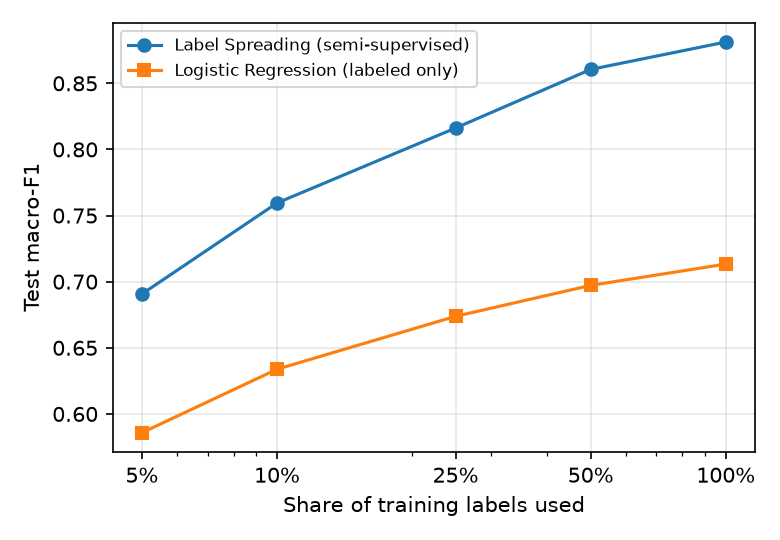 Label Spreading (semi-supervised)
Logistic Regression (labeled only)
Test macro-F1
0.85
0.80
0.75
0.70
0.65
0.60
5%
10%
25%
50%
100%
Share of training labels used